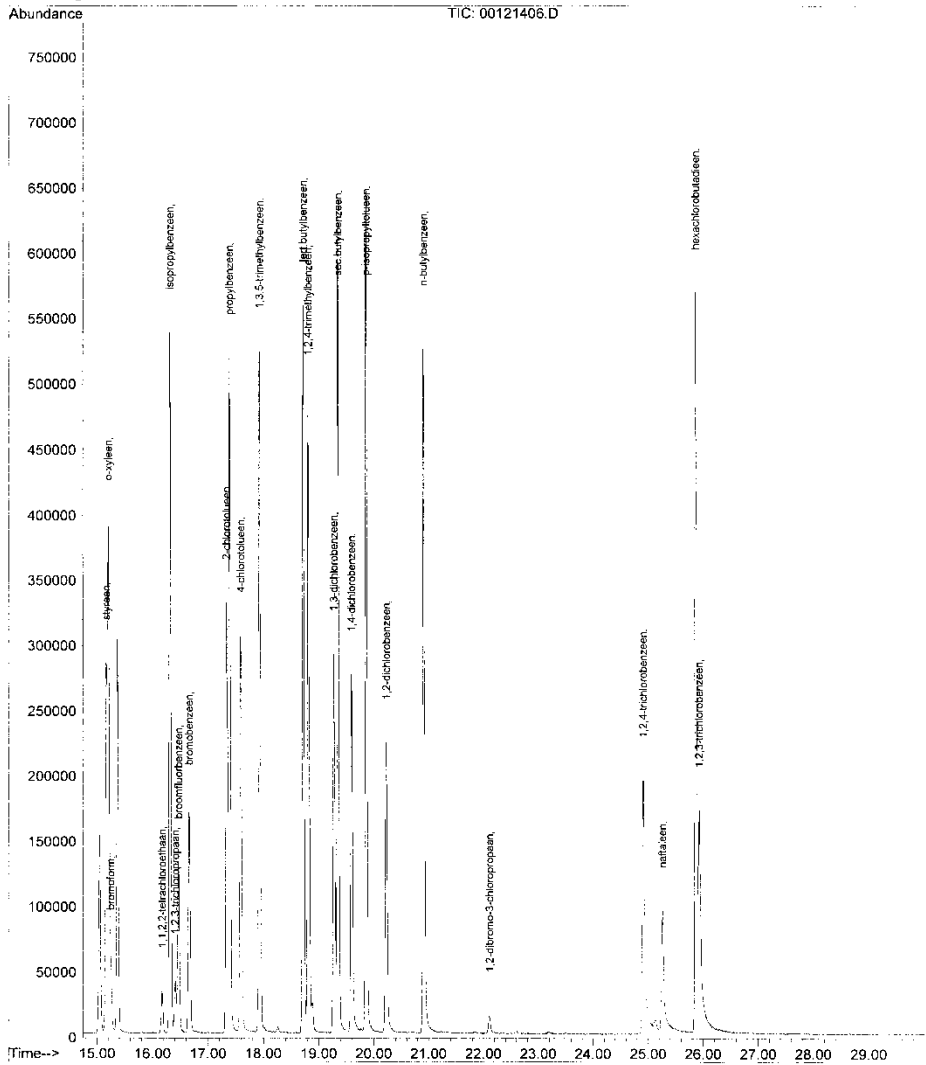 Abundance
TIC: 00121406.D
750000
700000
650000
600000
550000
500000
450000
400000
350000
300000
250000
200000
150000
100000
50000
0
o-xyleen,
styreen,
bromoform,
1,1,2,2-tetrachloroethaan,
isopropylbenzeen,
1,2,3-trichloropropaan,
broomfluorbenzeen,
bromobenzeen,
2-chlorotolueen
propylbenzeen,
4-chlorotolueen,
1,3,5-trimethylbenzeen,
tert.butylbenzeen,
1,2,4-trimethylbenzeen,
1,3-dichlorobenzeen,
sec.butylbenzeen,
1,4-dichlorobenzeen,
p-isopropyltolueen,
1,2-dichlorobenzeen,
n-butylbenzeen,
1,2-dibromo-3-chloropropaan,
1,2,4-trichlorobenzeen,
naftaleen,
hexachlorobutadieen,
1,2,3-trichlorobenzeen,
Time--> 15.00 16.00 17.00 18.00 19.00 20.00 21.00 22.00 23.00 24.00 25.00 26.00 27.00 28.00 29.00